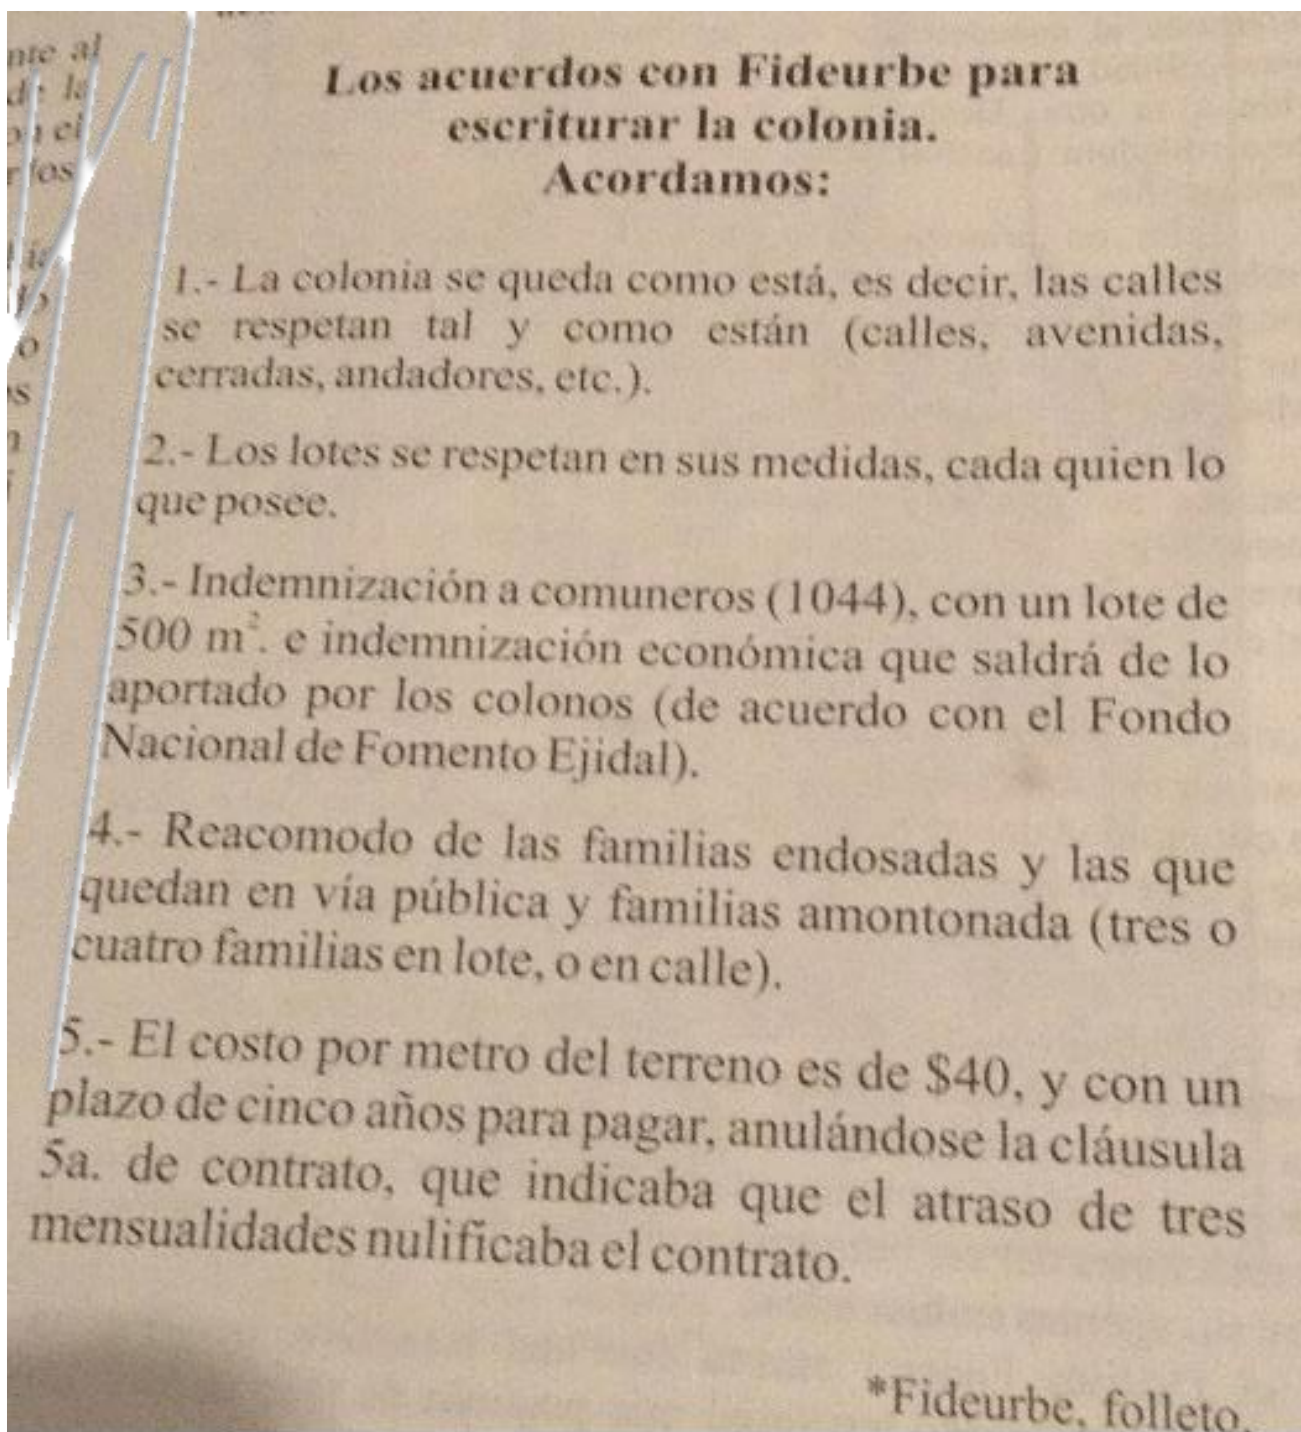 nte al
de la
el
los
Los acuerdos con Fideurbe para
escriturar la colonia.
Acordamos:
1.- La colonia se queda como está, es decir, las calles
se respetan tal y como están (calles, avenidas,
cerradas, andadores, etc.).
2.- Los lotes se respetan en sus medidas, cada quien lo
que posee.
3.- Indemnización a comuneros (1044), con un lote de
500 m². e indemnización económica que saldrá de lo
aportado por los colonos (de acuerdo con el Fondo
Nacional de Fomento Ejidal).
4.- Reacomodo de las familias endosadas y las que
quedan en vía pública y familias amontonada (tres o
cuatro familias en lote, o en calle).
5.- El costo por metro del terreno es de $40, y con un
plazo de cinco años para pagar, anulándose la cláusula
5a. de contrato, que indicaba que el atraso de tres
mensualidades nulificaba el contrato.
*Fideurbe, folleto.